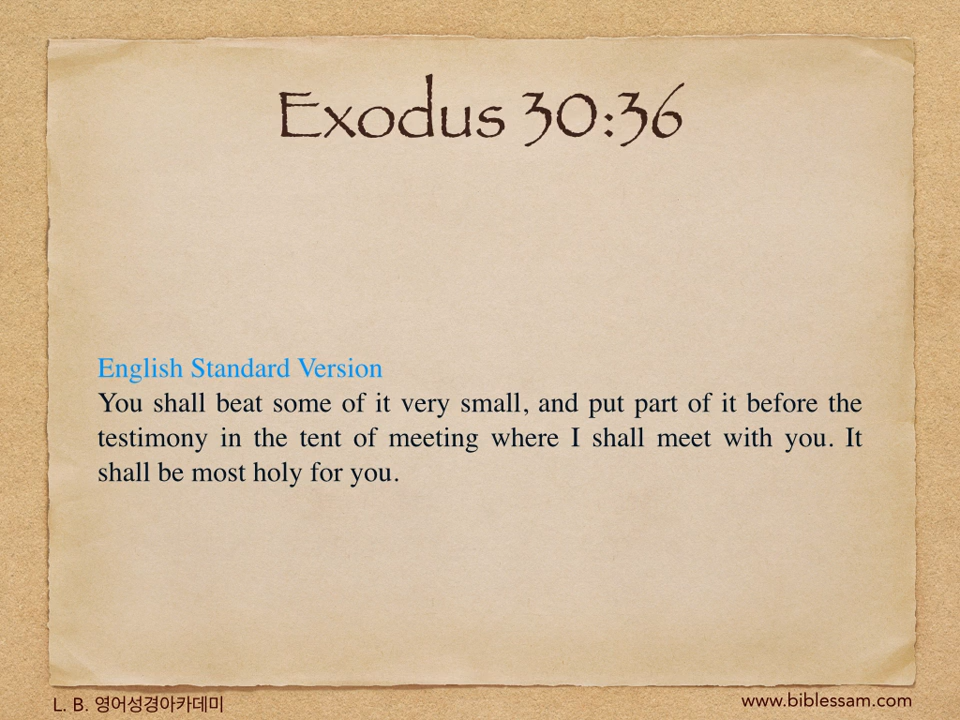 Exodus 30:36
English Standard Version
You shall beat some of it very small, and put part of it before the
testimony in the tent of meeting where I shall meet with you. It
shall be most holy for you.
L. B. 영어성경아카데미
www.biblessam.com